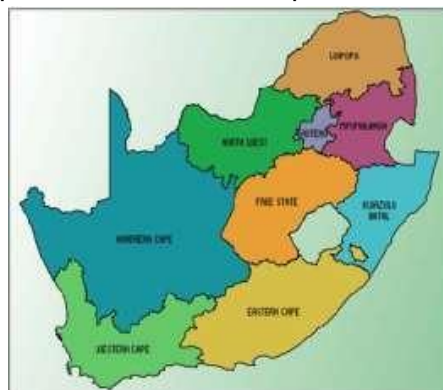 LIMPOPO
MPUMALANGA
GAUTENG
NORTH WEST
FREE STATE
KWAZULU
NATAL
NORTHERN CAPE
EASTERN CAPE
WESTERN CAPE